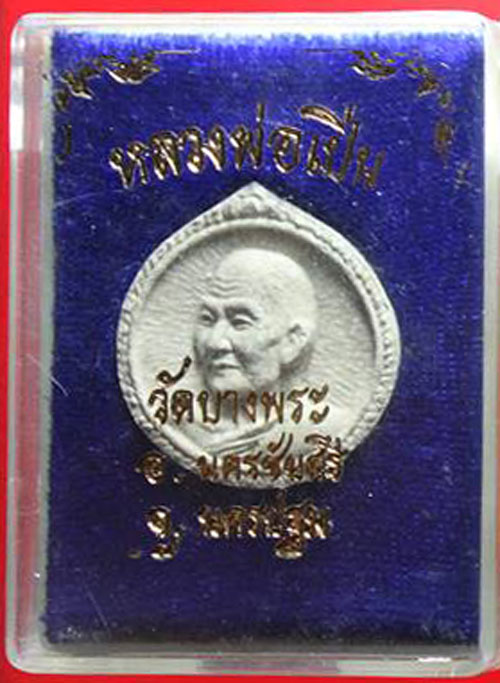 หลวงพ่อเปิ่น
วัดบางพระ
อ. นครชัยศรี
จ. นครปฐม